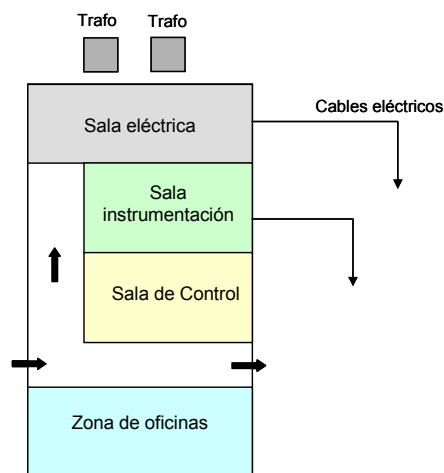 Trafo Trafo
Cables eléctricos
Sala eléctrica
Sala
instrumentación
Sala de Control
Zona de oficinas